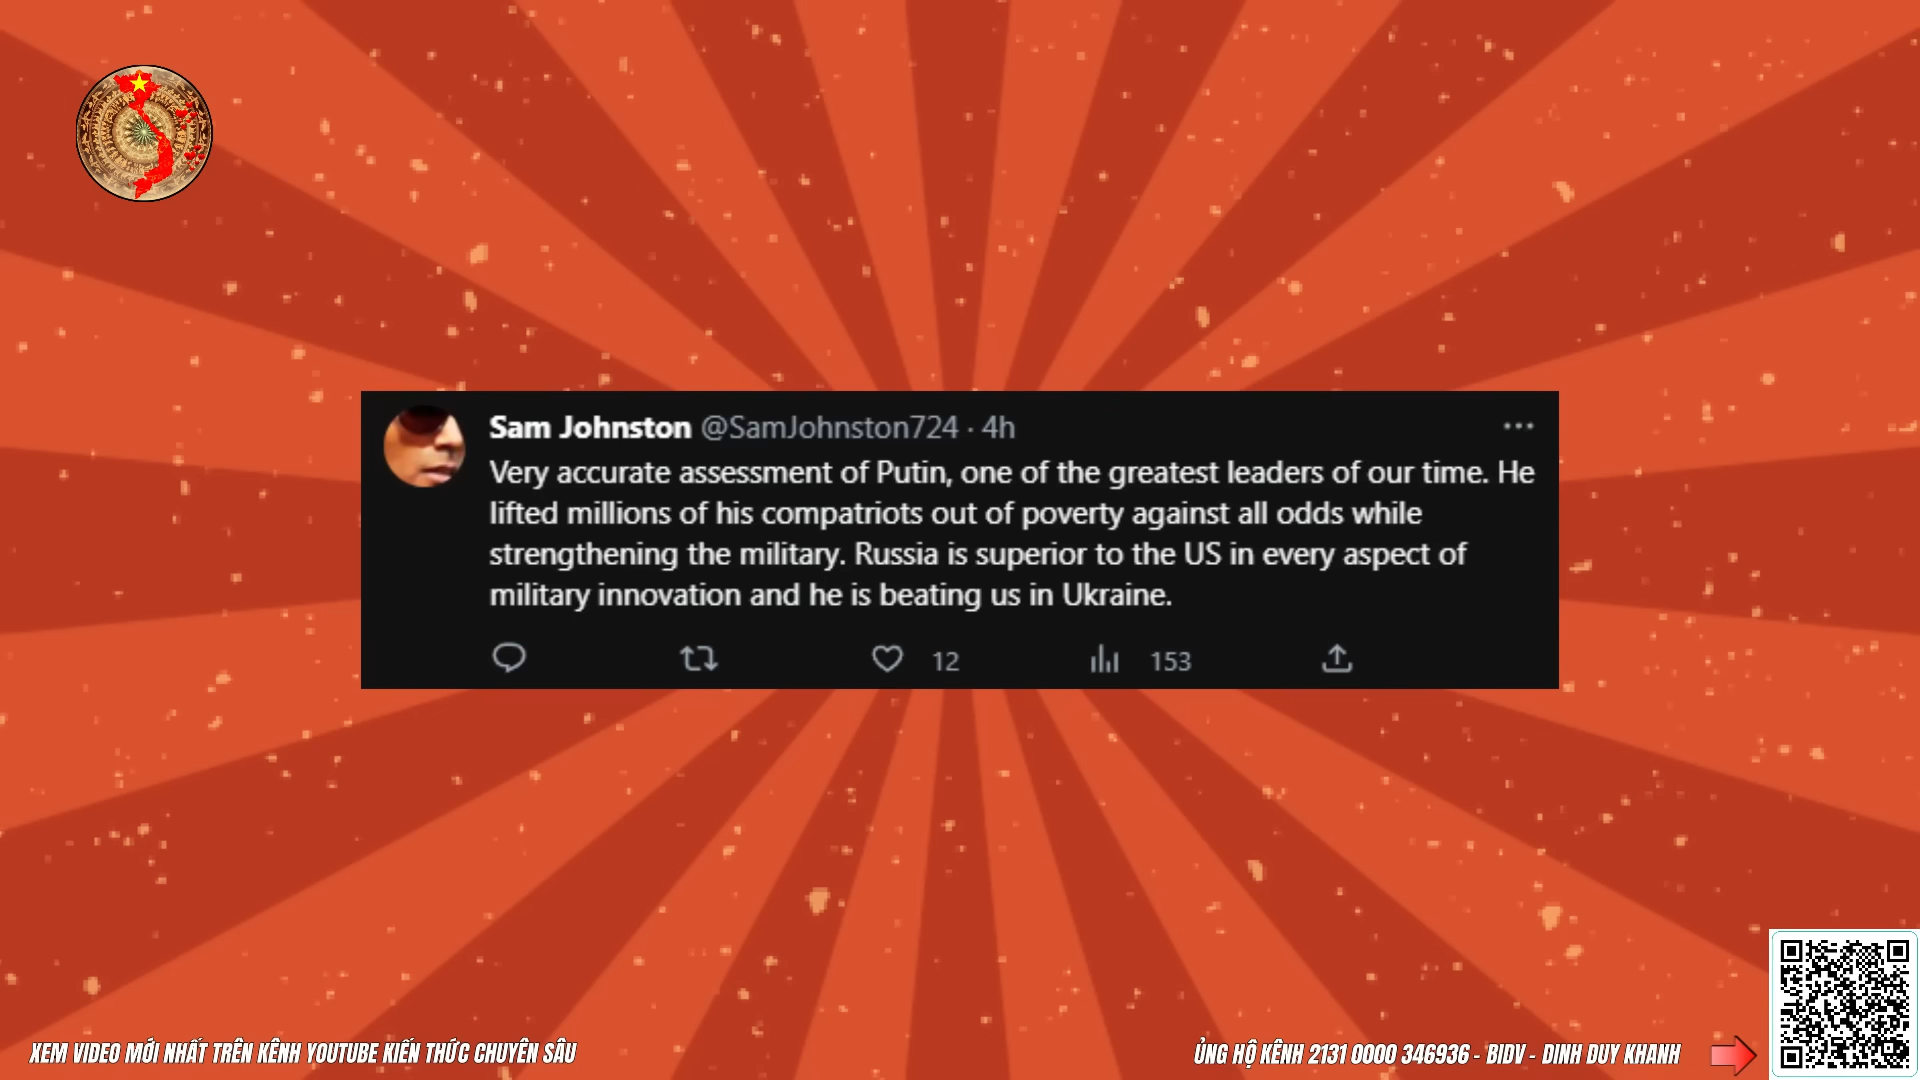 Sam Johnston @SamJohnston724 · 4h
Very accurate assessment of Putin, one of the greatest leaders of our time. He
lifted millions of his compatriots out of poverty against all odds while
strengthening the military. Russia is superior to the US in every aspect of
military innovation and he is beating us in Ukraine.
12 153
XEM VIDEO MỚI NHẤT TRÊN KÊNH YOUTUBE KIẾN THỨC CHUYÊN SÂU
ỦNG HỘ KÊNH 2131 0000 346936 - BIDV - DINH DUY KHANH